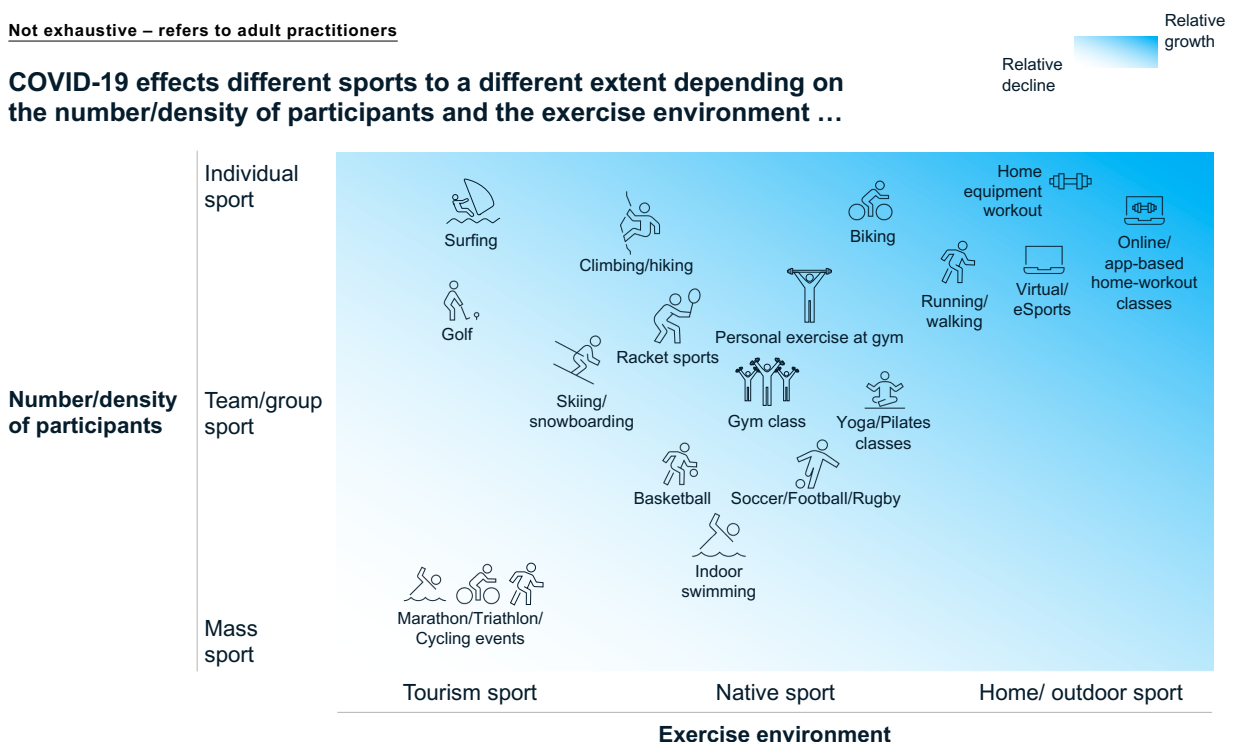 Not exhaustive – refers to adult practitioners
Relative
growth
Relative
decline
COVID-19 effects different sports to a different extent depending on
the number/density of participants and the exercise environment …
Number/density
of participants
Individual
sport
Team/group
sport
Mass
sport
Surfing
Climbing/hiking
Biking
Home
equipment
workout
Online/
app-based
home-workout
classes
Virtual/
eSports
Running/
walking
Golf
Racket sports
Personal exercise at gym
Skiing/
snowboarding
Gym class
Yoga/Pilates
classes
Basketball
Soccer/Football/Rugby
Indoor
swimming
Marathon/Triathlon/
Cycling events
Tourism sport
Native sport
Home/ outdoor sport
Exercise environment